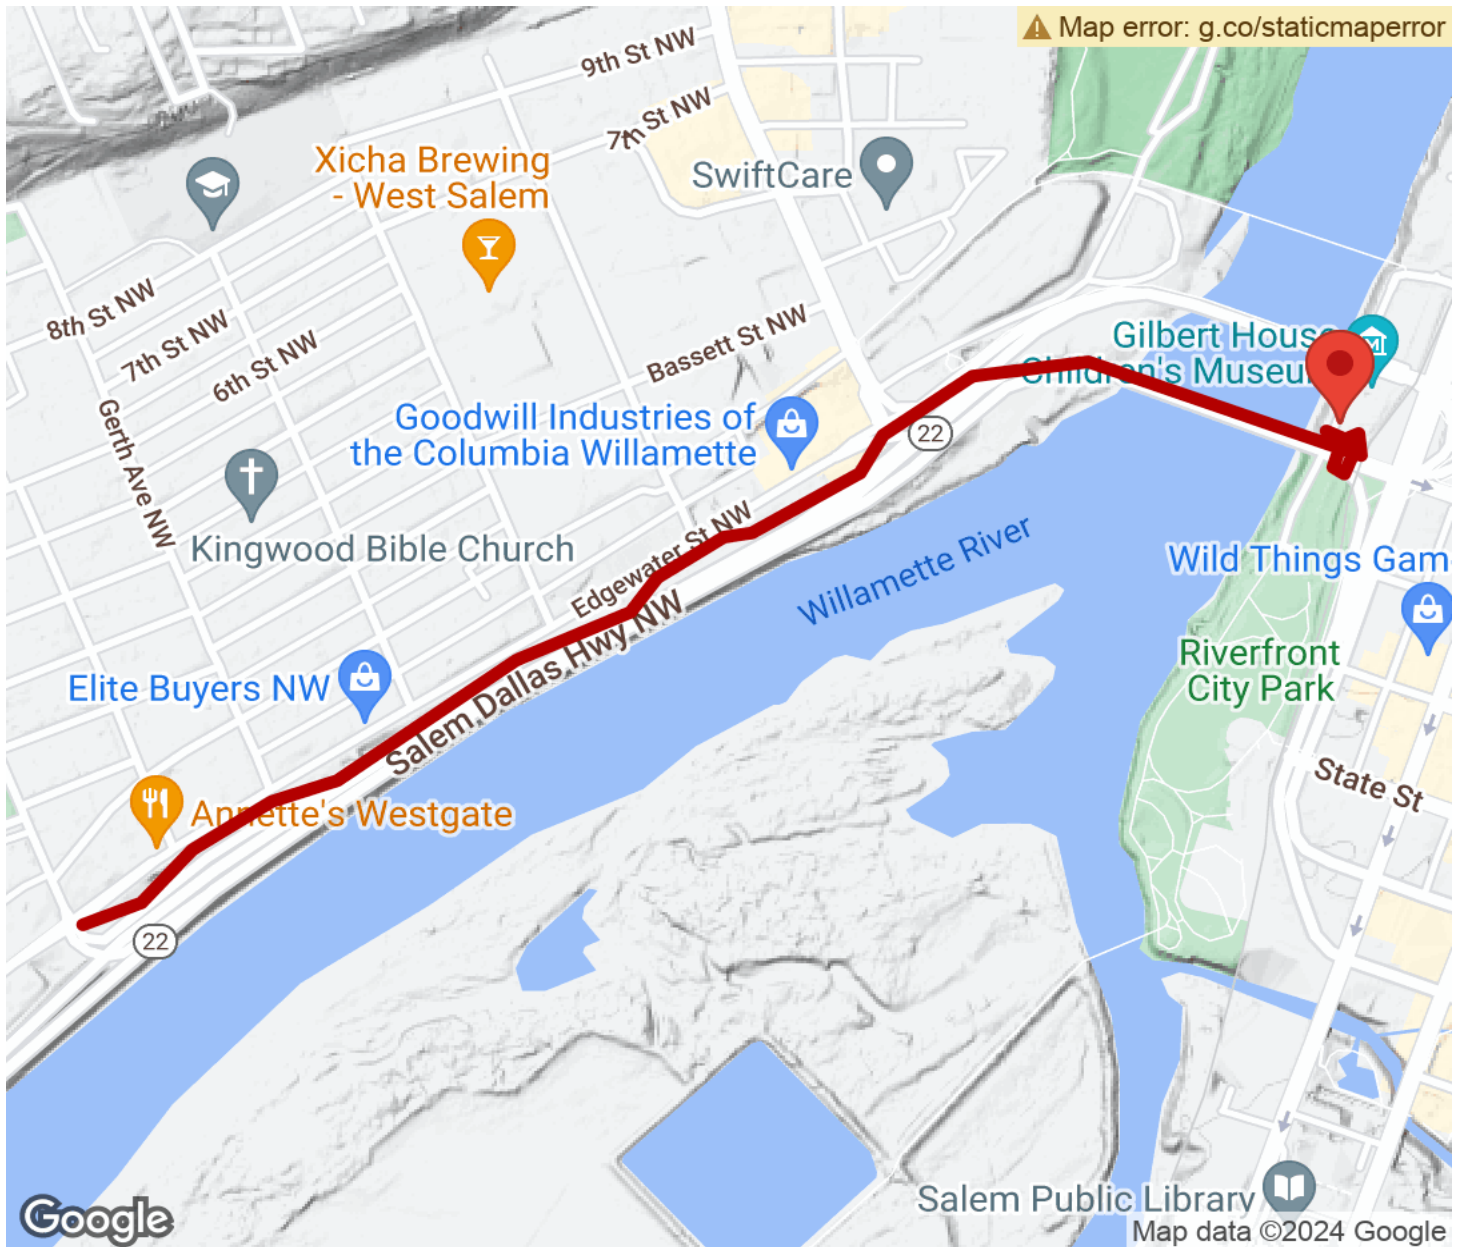 Map error: g.co/staticmaperror
9th St NW
7th St NW
Xicha Brewing
- West Salem
SwiftCare
8th St NW
7th St NW
6th St NW
Bassett St NW
Gilbert House
Children's Museu
Gerth Ave NW
Goodwill Industries of
the Columbia Willamette
22
Kingwood Bible Church
Edgewater St NW
Willamette River
Wild Things Gam
Salem Dallas Hwy NW
Riverfront
City Park
Elite Buyers NW
State St
Annette's Westgate
22
Salem Public Library
Google
Map data ©2024 Google